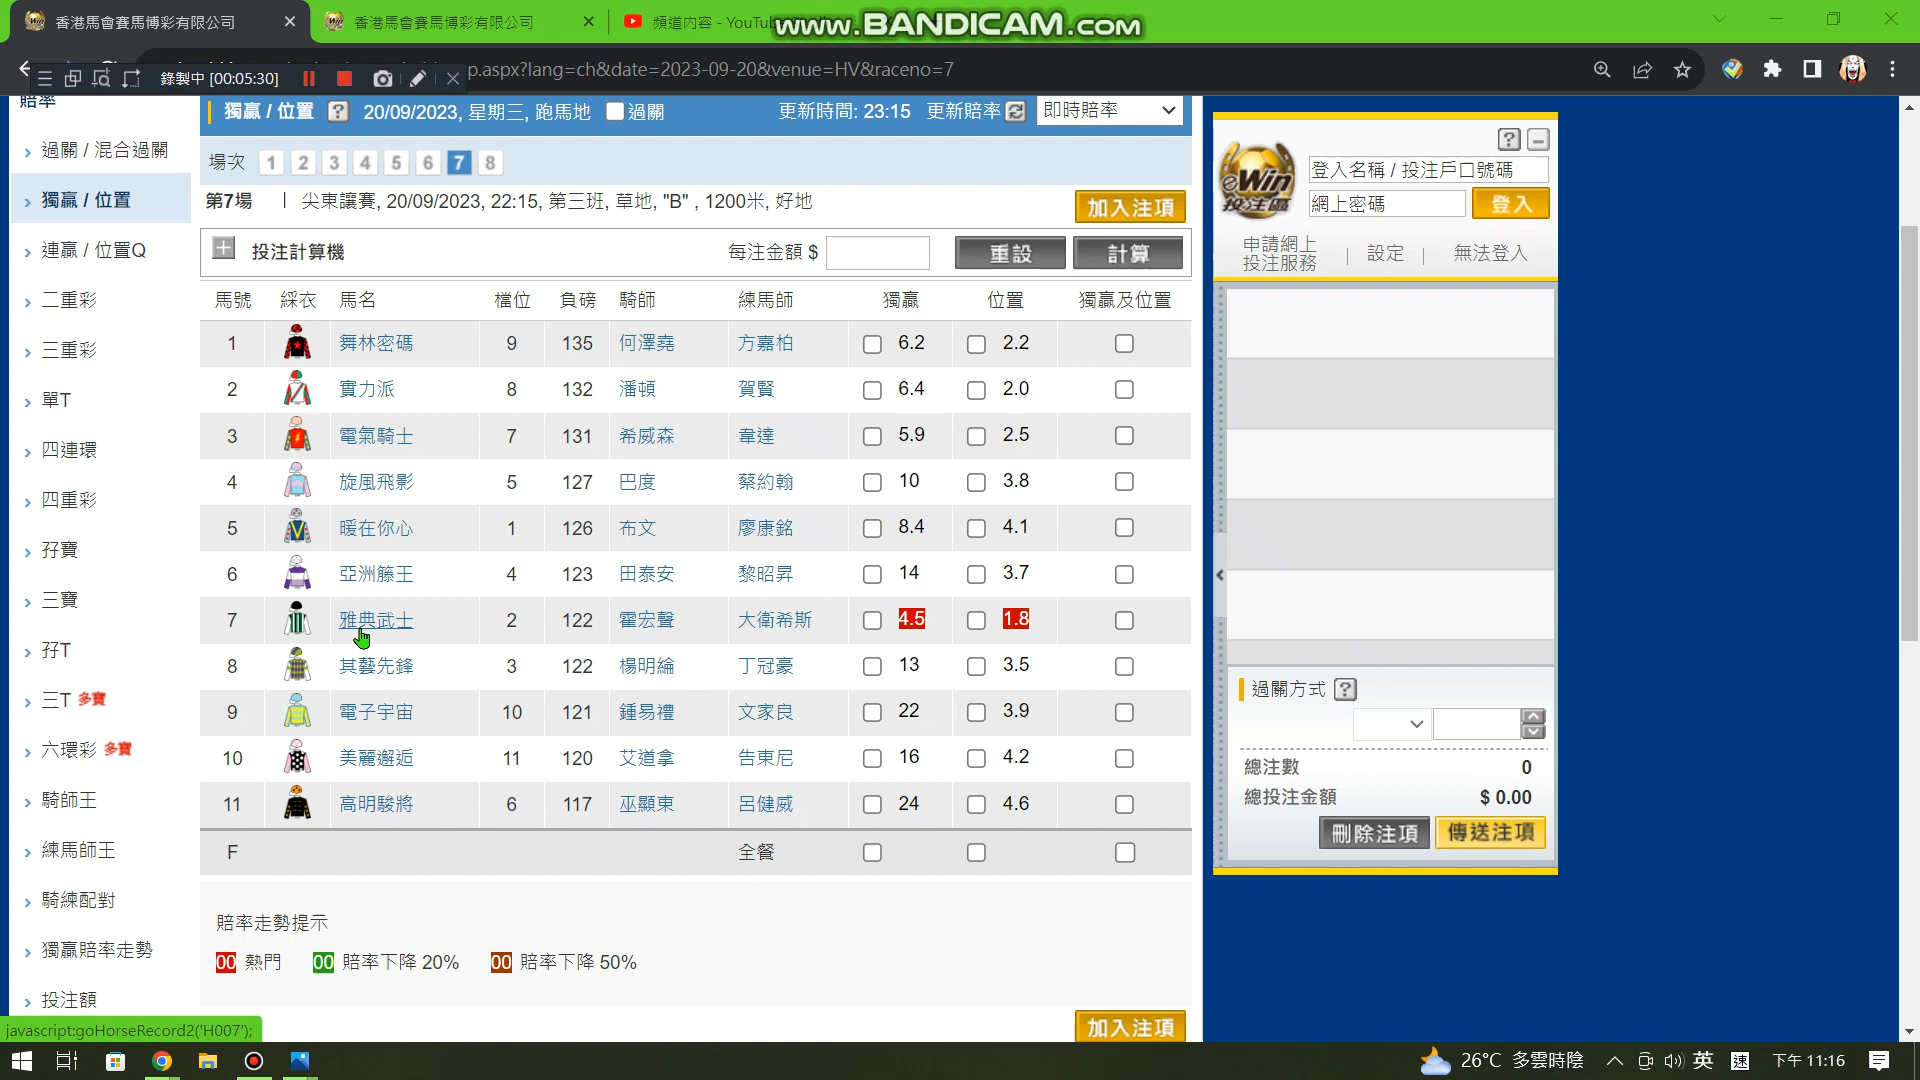 香港馬會賽馬博彩有限公司
香港馬會賽馬博彩有限公司
頻道內容 - YouTu
www.BANDICAM.com
錄製中 [00:05:30]
p.aspx?lang=ch&date=2023-09-20&venue=HV&raceno=7
賠率
過關 / 混合過關
獨贏 / 位置
連贏 / 位置Q
二重彩
三重彩
單T
四連環
四重彩
孖寶
三寶
孖T
三T 多寶
六環彩 多寶
騎師王
練馬師王
騎練配對
獨贏賠率走勢
投注額
獨贏 / 位置 ? 20/09/2023, 星期三, 跑馬地 過關 更新時間: 23:15 更新賠率 即時賠率
場次 1 2 3 4 5 6 7 8
第7場 尖東讓賽, 20/09/2023, 22:15, 第三班, 草地, "B" , 1200米, 好地 加入注項
投注計算機 每注金額 $ 重設 計算
馬號 綵衣 馬名 檔位 負磅 騎師 練馬師 獨贏 位置 獨贏及位置
1 舞林密碼 9 135 何澤堯 方嘉柏 6.2 2.2
2 實力派 8 132 潘頓 賀賢 6.4 2.0
3 電氣騎士 7 131 希威森 韋達 5.9 2.5
4 旋風飛影 5 127 巴度 蔡約翰 10 3.8
5 暖在你心 1 126 布文 廖康銘 8.4 4.1
6 亞洲籐王 4 123 田泰安 黎昭昇 14 3.7
7 雅典武士 2 122 霍宏聲 大衛希斯 4.5 1.8
8 其藝先鋒 3 122 楊明綸 丁冠豪 13 3.5
9 電子宇宙 10 121 鍾易禮 文家良 22 3.9
10 美麗邂逅 11 120 艾道拿 告東尼 16 4.2
11 高明駿將 6 117 巫顯東 呂健威 24 4.6
F 全餐
賠率走勢提示
00 熱門 00 賠率下降 20% 00 賠率下降 50%
加入注項
eWin
投注區
?
登入名稱 / 投注戶口號碼
網上密碼 登入
申請網上
投注服務 | 設定 | 無法登入
過關方式 ?
總注數 0
總投注金額 $ 0.00
刪除注項 傳送注項
javascript:goHorseRecord2('H007');
26°C 多雲時陰 英 速 下午 11:16